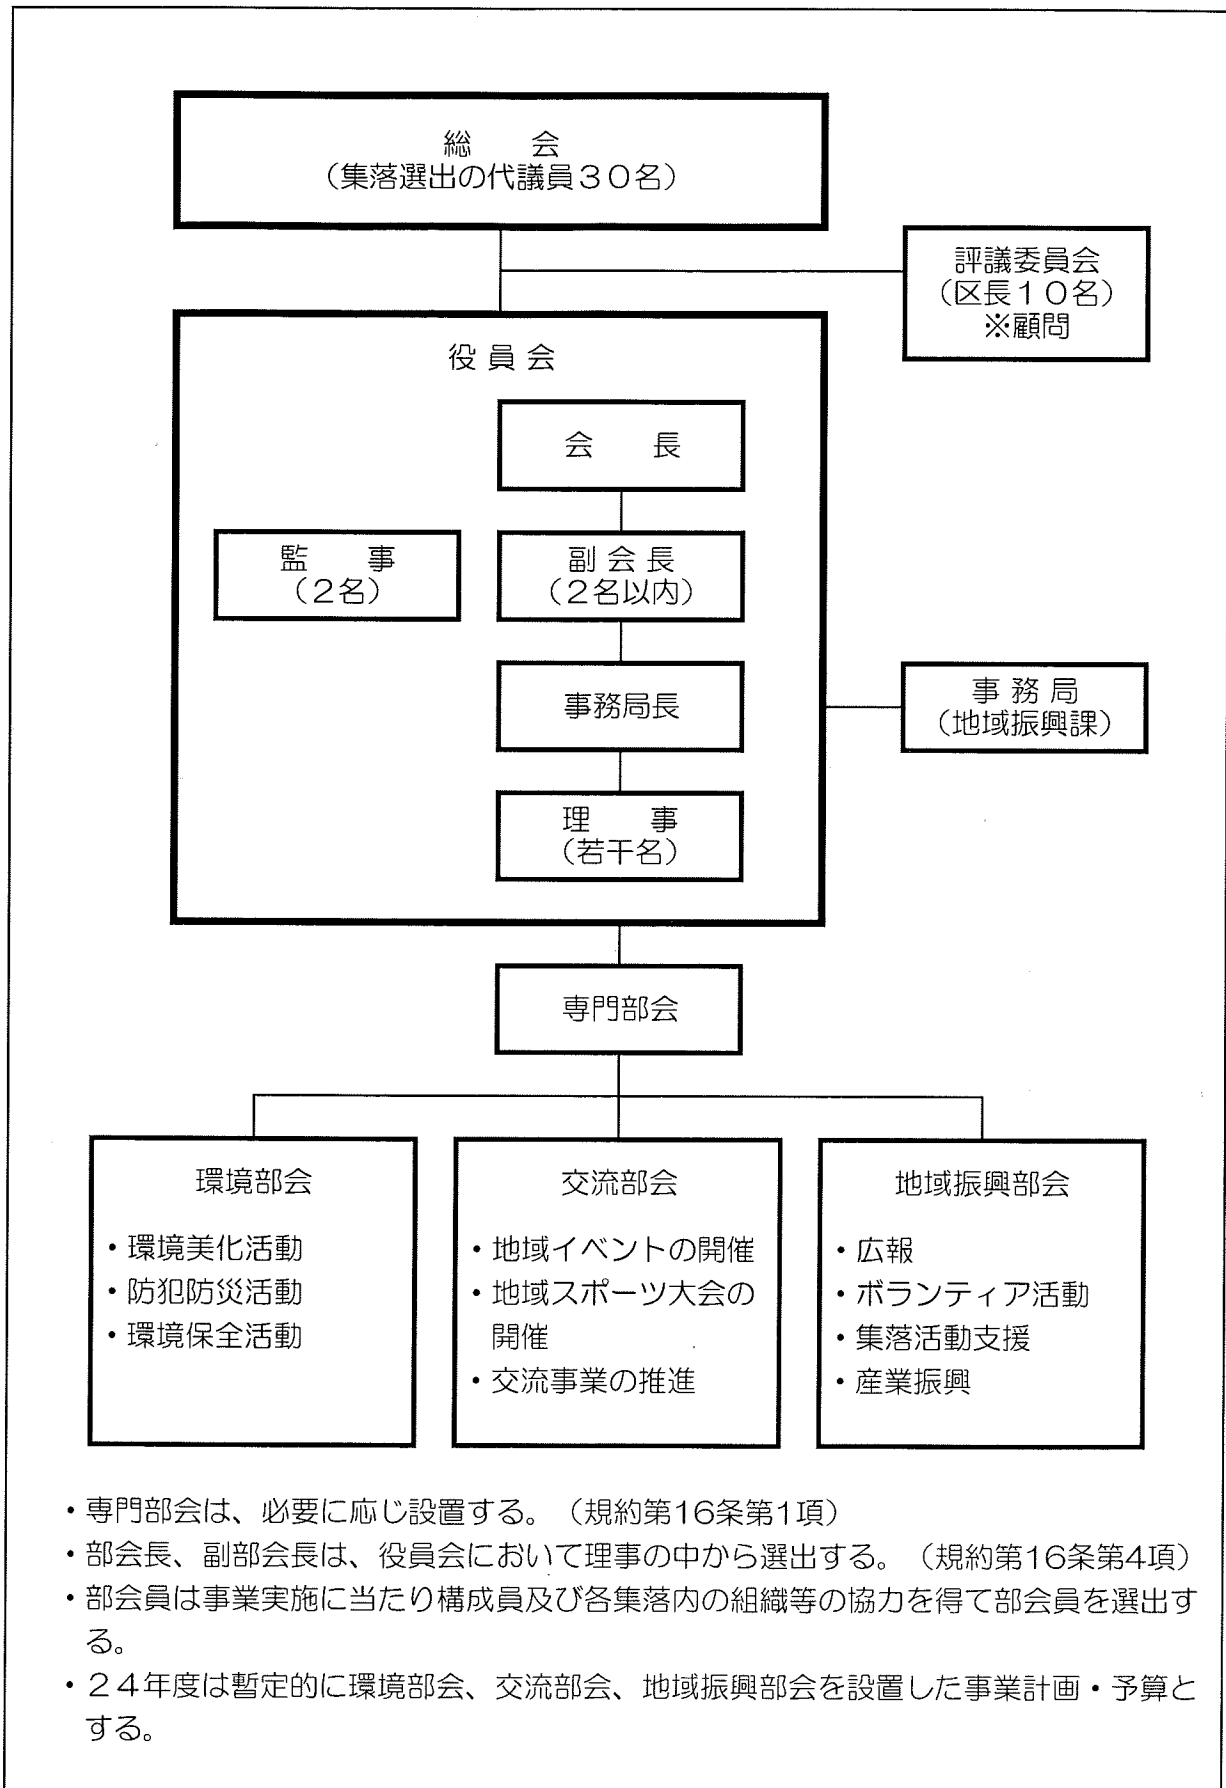 総　　会
（集落選出の代議員３０名）
評議委員会
（区長１０名）
※顧問
役 員 会
会　　長
監　　事
（２名）
副 会 長
（２名以内）
事務局長
事 務 局
（地域振興課）
理　　事
（若干名）
専門部会
環境部会
・環境美化活動
・防犯防災活動
・環境保全活動
交流部会
・地域イベントの開催
・地域スポーツ大会の
開催
・交流事業の推進
地域振興部会
・広報
・ボランティア活動
・集落活動支援
・産業振興
・専門部会は、必要に応じ設置する。（規約第16条第1項）
・部会長、副部会長は、役員会において理事の中から選出する。（規約第16条第4項）
・部会員は事業実施に当たり構成員及び各集落内の組織等の協力を得て部会員を選出す
る。
・２４年度は暫定的に環境部会、交流部会、地域振興部会を設置した事業計画・予算と
する。